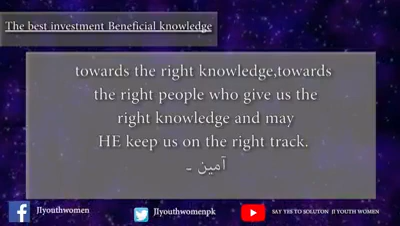 The best investment Beneficial knowledge
towards the right knowledge,towards
the right people who give us the
right knowledge and may
HE keep us on the right track.
آمین ۔
JIyouthwomen
JIyouthwomenpk
SAY YES TO SOLUTON JI YOUTH WOMEN